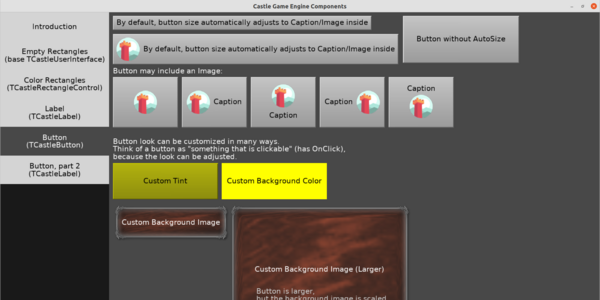 Castle Game Engine Components
Introduction
Empty Rectangles
(base TCastleUserInterface)
Color Rectangles
(TCastleRectangleControl)
Label
(TCastleLabel)
Button
(TCastleButton)
Button, part 2
(TCastleLabel)
By default, button size automatically adjusts to Caption/Image inside
By default, button size automatically adjusts to Caption/Image inside
Button without AutoSize
Button may include an Image:
Caption
Caption
Caption
Caption
Button look can be customized in many ways.
Think of a button as "something that is clickable" (has OnClick),
because the look can be adjusted.
Custom Tint
Custom Background Color
Custom Background Image
Custom Background Image (Larger)
Button is larger,
but the background image is scaled